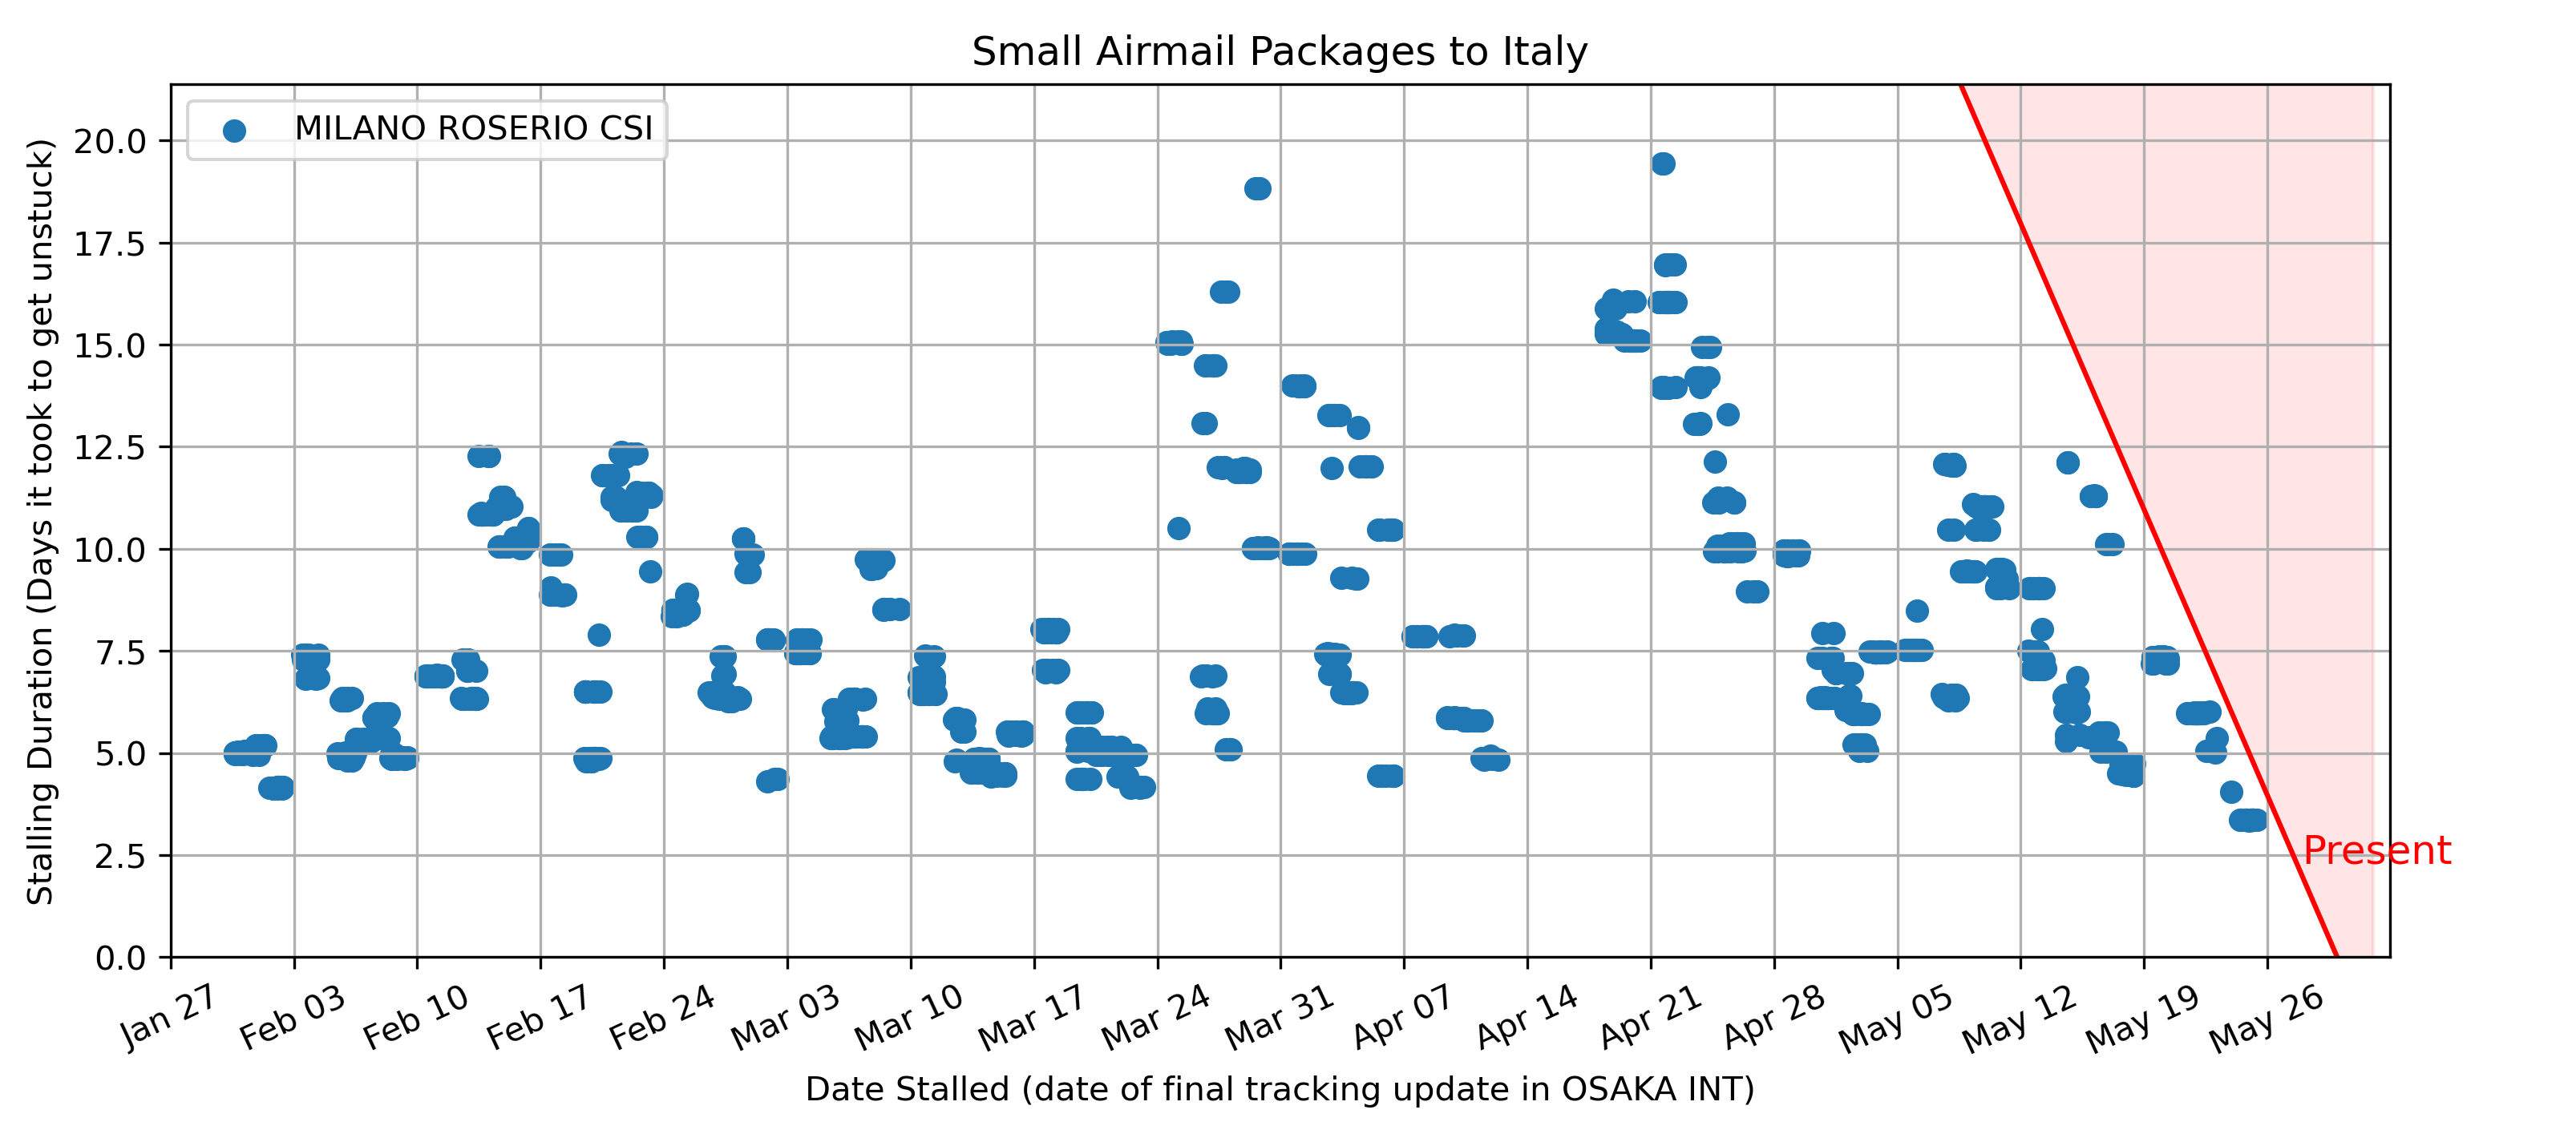 Small Airmail Packages to Italy
MILANO ROSERIO CSI
Stalling Duration (Days it took to get unstuck)
20.0
17.5
15.0
12.5
10.0
7.5
5.0
2.5
0.0
Present
Jan 27
Feb 03
Feb 10
Feb 17
Feb 24
Mar 03
Mar 10
Mar 17
Mar 24
Mar 31
Apr 07
Apr 14
Apr 21
Apr 28
May 05
May 12
May 19
May 26
Date Stalled (date of final tracking update in OSAKA INT)